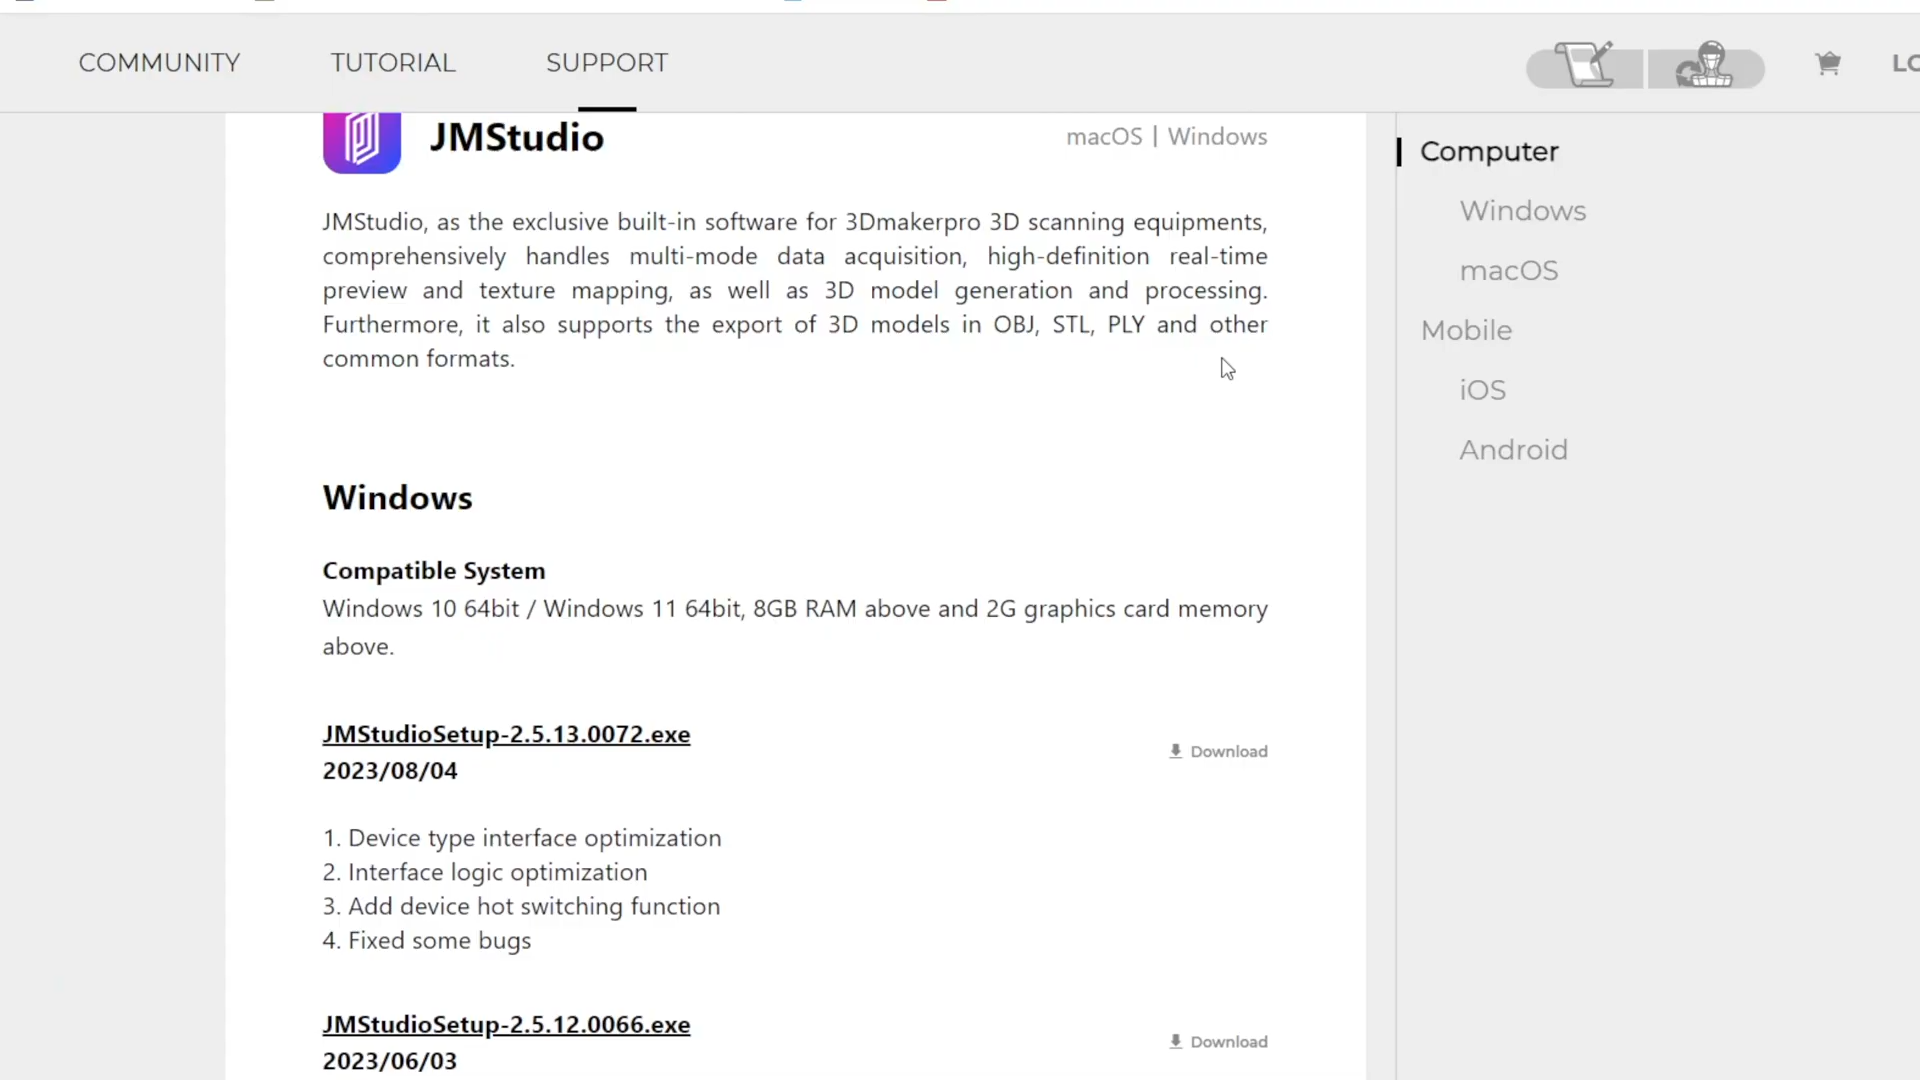 COMMUNITY TUTORIAL SUPPORT
JMStudio
macOS | Windows
JMStudio, as the exclusive built-in software for 3Dmakerpro 3D scanning equipments,
comprehensively handles multi-mode data acquisition, high-definition real-time
preview and texture mapping, as well as 3D model generation and processing.
Furthermore, it also supports the export of 3D models in OBJ, STL, PLY and other
common formats.
Windows
Compatible System
Windows 10 64bit / Windows 11 64bit, 8GB RAM above and 2G graphics card memory
above.
JMStudioSetup-2.5.13.0072.exe
2023/08/04
Download
1. Device type interface optimization
2. Interface logic optimization
3. Add device hot switching function
4. Fixed some bugs
JMStudioSetup-2.5.12.0066.exe
2023/06/03
Download
Computer
Windows
macOS
Mobile
iOS
Android